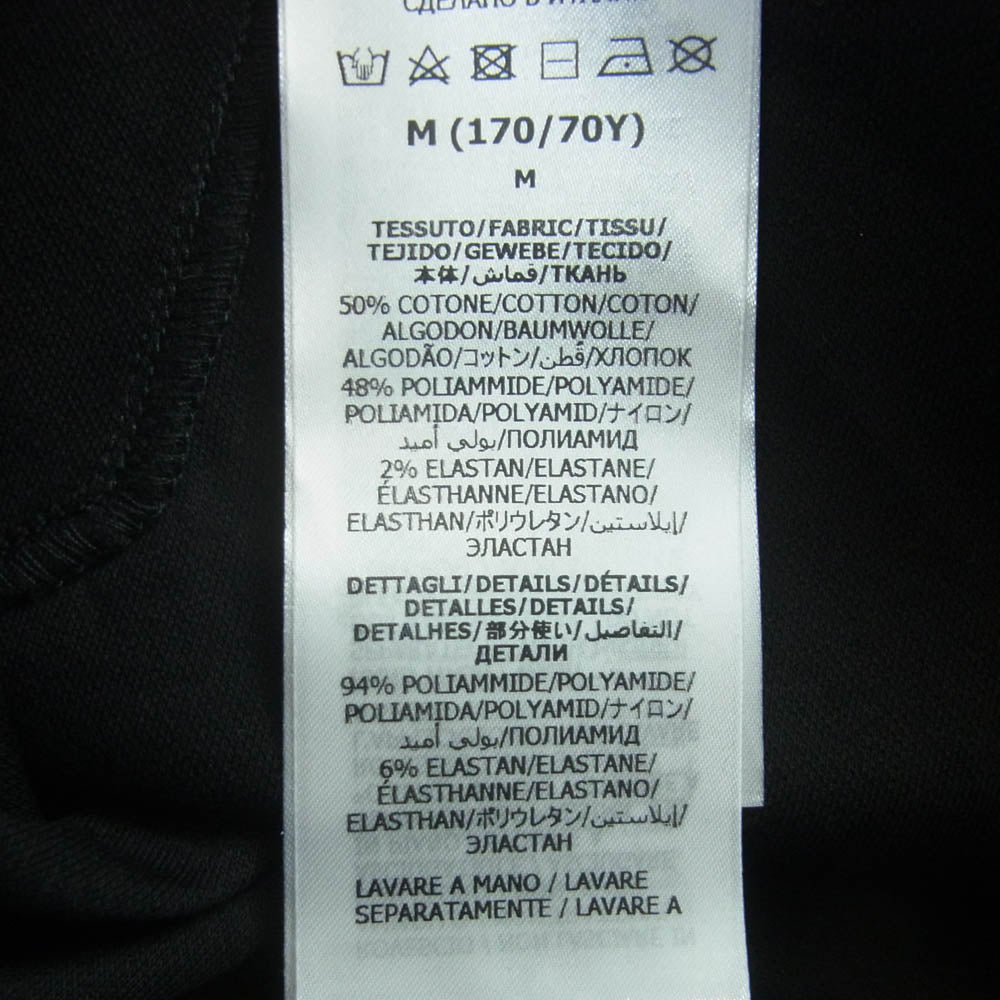 СДЕЛАНО В ИТАЛИИ
M (170/70Y)
M
TESSUTO/FABRIC/TISSU/
TEJIDO/GEWEBE/TECIDO/
本体/قماش/ТКАНЬ
50% COTONE/COTTON/COTON/
ALGODON/BAUMWOLLE/
ALGODÃO/コットン/قُطن/ХЛОПОК
48% POLIAMMIDE/POLYAMIDE/
POLIAMIDA/POLYAMID/ナイロン/
بولي أميد/ПОЛИАМИД
2% ELASTAN/ELASTANE/
ÉLASTHANNE/ELASTANO/
ELASTHAN/ポリウレタン/إيلاستين/
ЭЛАСТАН
DETTAGLI/DETAILS/DÉTAILS/
DETALLES/DETAILS/
DETALHES/部分使い/التفاصيل/
ДЕТАЛИ
94% POLIAMMIDE/POLYAMIDE/
POLIAMIDA/POLYAMID/ナイロン/
بولي أميد/ПОЛИАМИД
6% ELASTAN/ELASTANE/
ÉLASTHANNE/ELASTANO/
ELASTHAN/ポリウレタン/إيلاستين/
ЭЛАСТАН
LAVARE A MANO / LAVARE
SEPARATAMENTE / LAVARE A